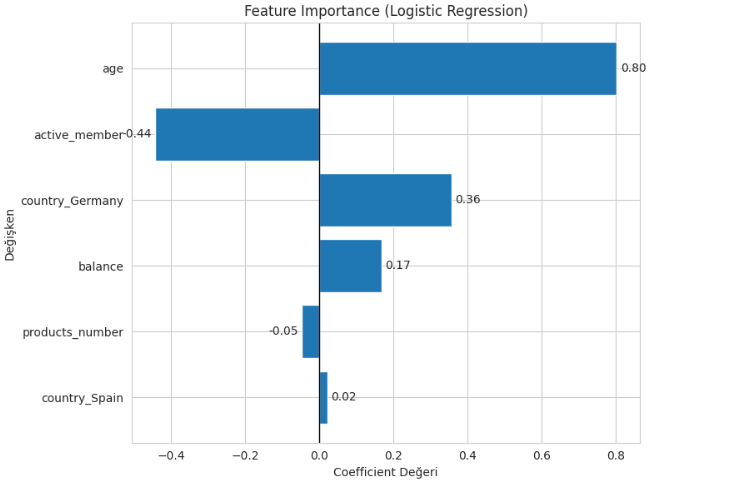 Feature Importance (Logistic Regression)
Değişken
age
0.80
active_member
-0.44
country_Germany
0.36
balance
0.17
products_number
-0.05
country_Spain
0.02
−0.4 −0.2 0.0 0.2 0.4 0.6 0.8
Coefficient Değeri